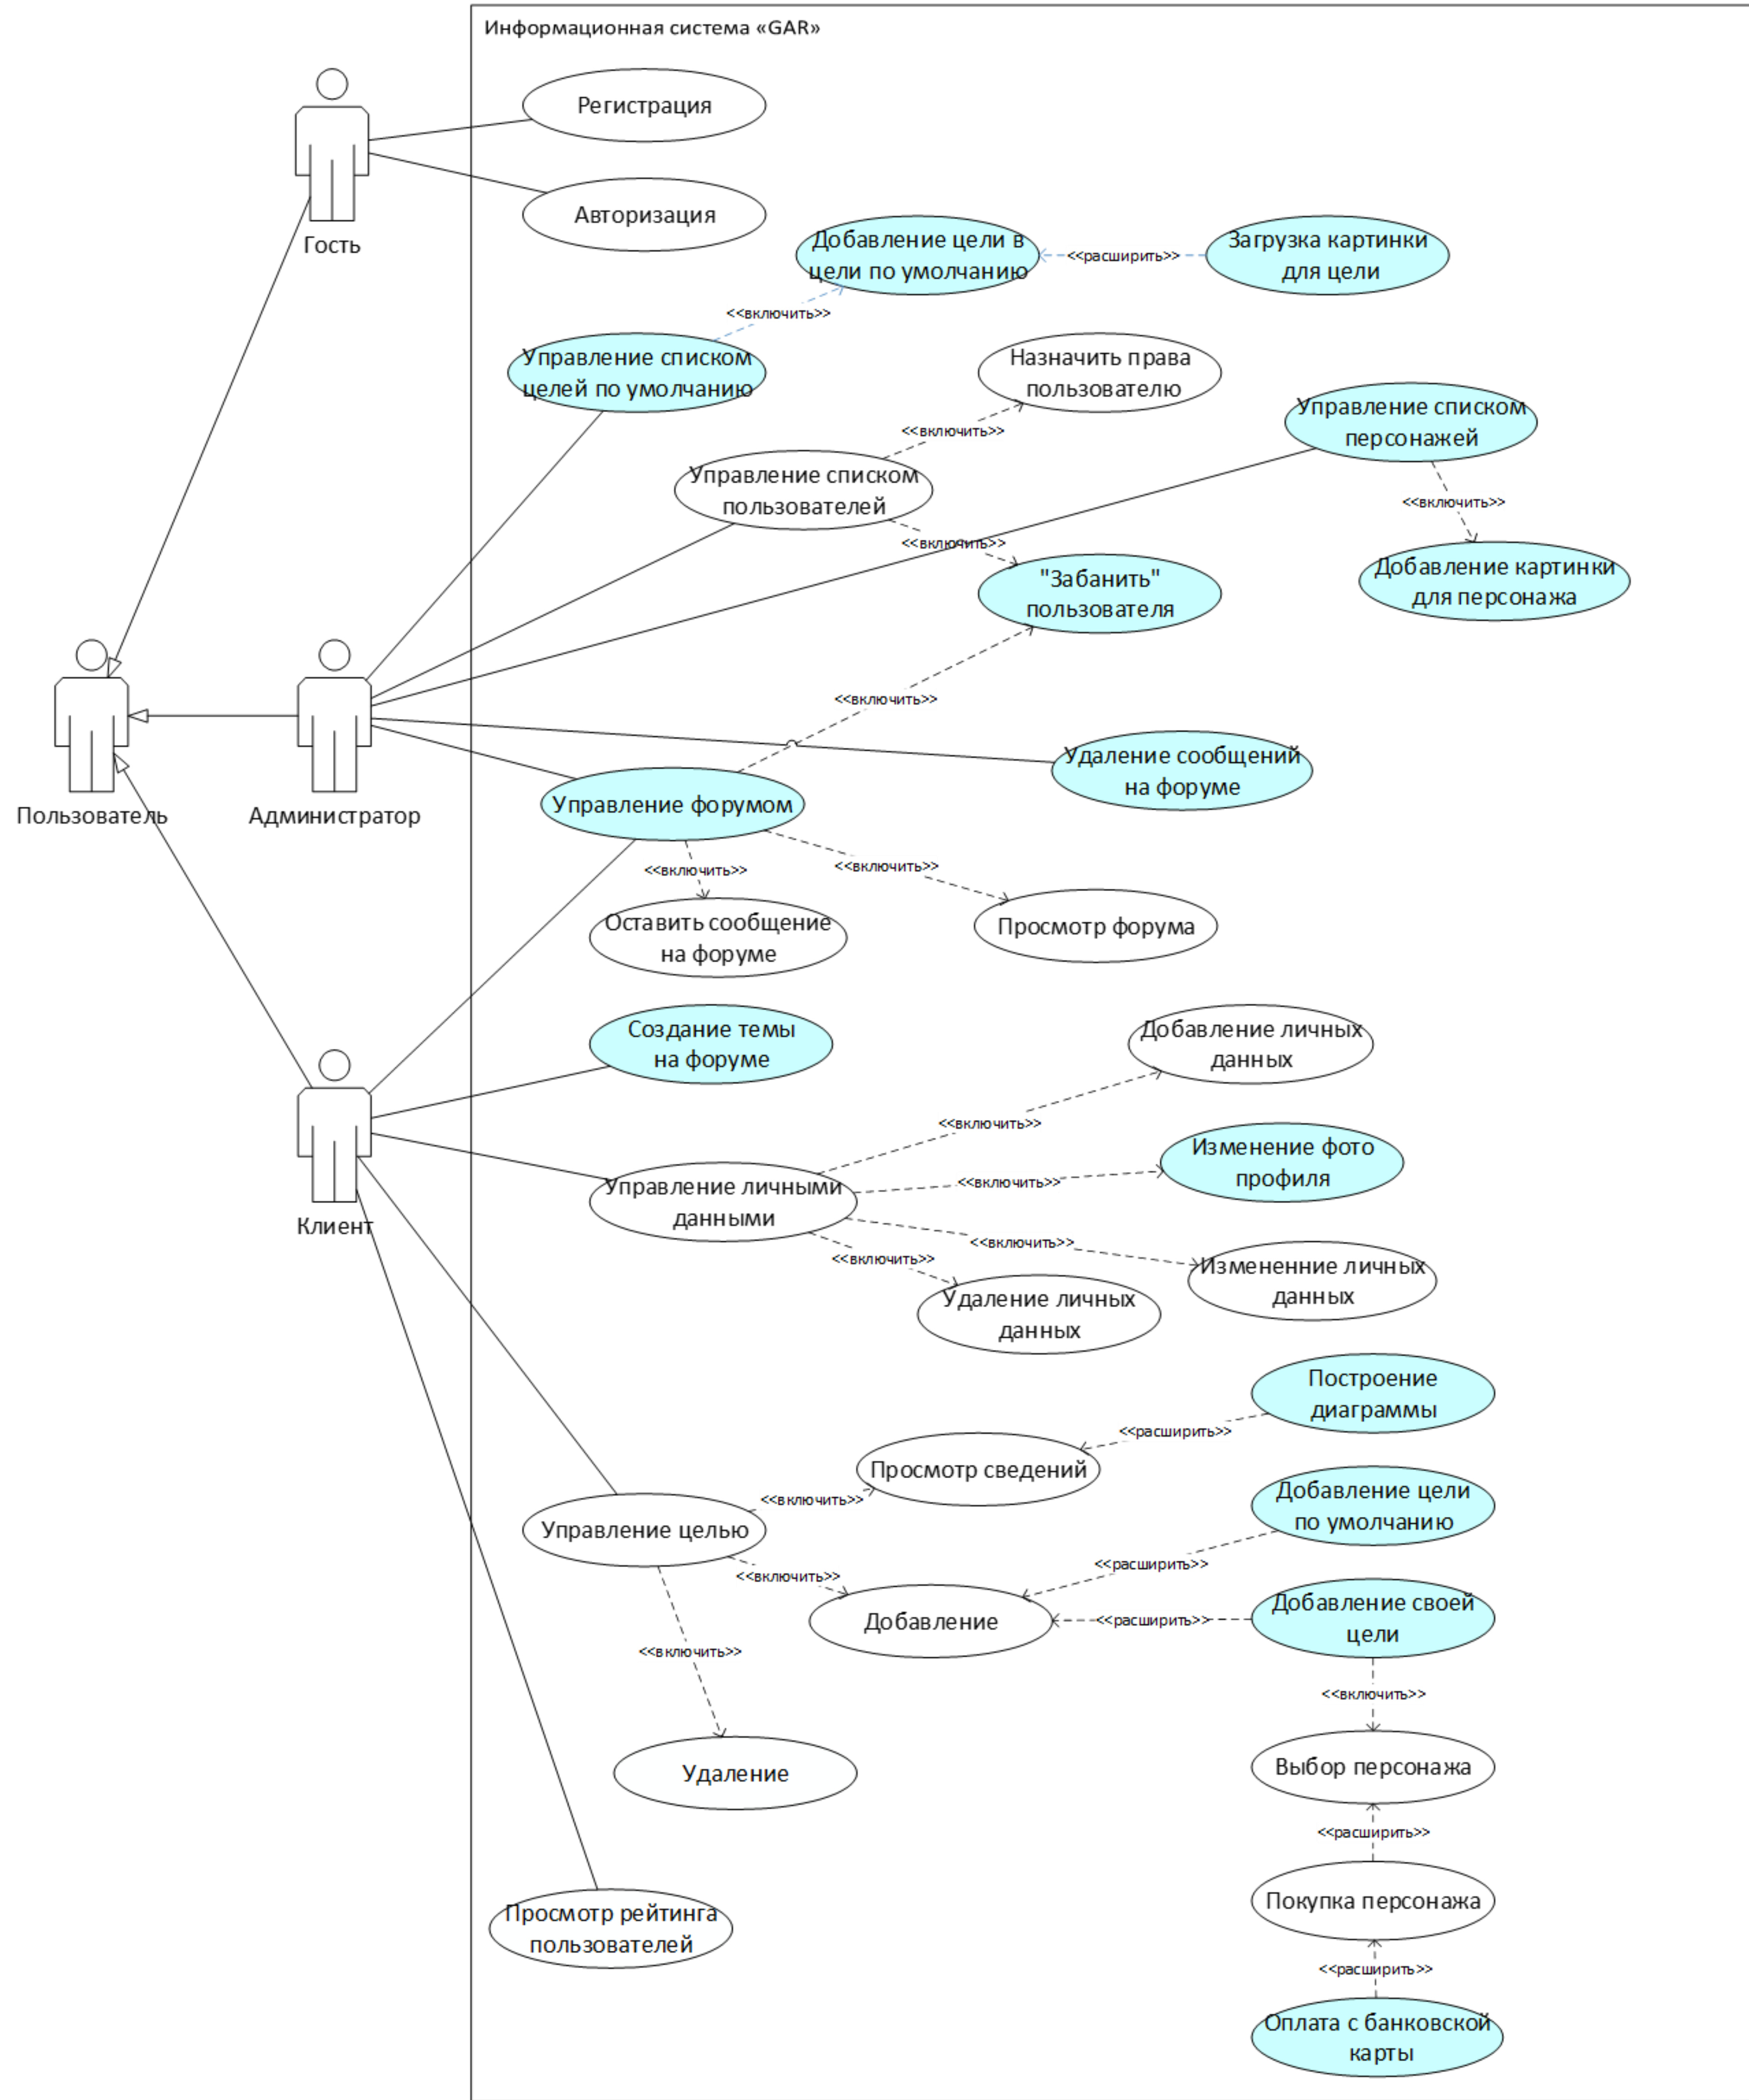 Информационная система «GAR»
Регистрация
Авторизация
Гость
Добавление цели в
цели по умолчанию
<<расширить>>
Загрузка картинки
для цели
<<включить>>
Управление списком
целей по умолчанию
Назначить права
пользователю
Управление списком
персонажей
<<включить>>
Управление списком
пользователей
<<включить>>
<<включить>>
"Забанить"
пользователя
Добавление картинки
для персонажа
<<включить>>
Пользователь
Администратор
Управление форумом
Удаление сообщений
на форуме
<<включить>>
<<включить>>
Оставить сообщение
на форуме
Просмотр форума
Создание темы
на форуме
Добавление личных
данных
<<включить>>
Клиент
Управление личными
данными
<<включить>>
Изменение фото
профиля
<<включить>>
<<включить>>
Измененние личных
данных
Удаление личных
данных
Построение
диаграммы
<<расширить>>
Просмотр сведений
<<включить>>
Добавление цели
по умолчанию
Управление целью
<<расширить>>
<<включить>>
Добавление
<<расширить>>
Добавление своей
цели
<<включить>>
<<включить>>
Удаление
Выбор персонажа
<<расширить>>
Покупка персонажа
Просмотр рейтинга
пользователей
<<расширить>>
Оплата с банковской
карты